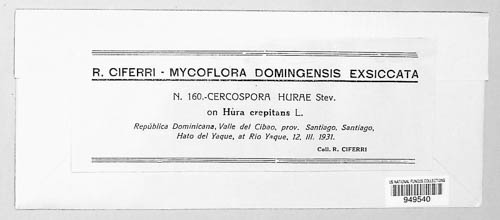 R. CIFERRI - MYCOFLORA DOMINGENSIS EXSICCATA
N. 160.-CERCOSPORA HURAE Stev.
on Hura crepitans L.
República Dominicana, Valle del Cibao, prov. Santiago, Santiago,
Hato del Yaque, at Rio Yaque, 12, III. 1931.
Coll. R. CIFERRI
US NATIONAL FUNGUS COLLECTIONS
949540